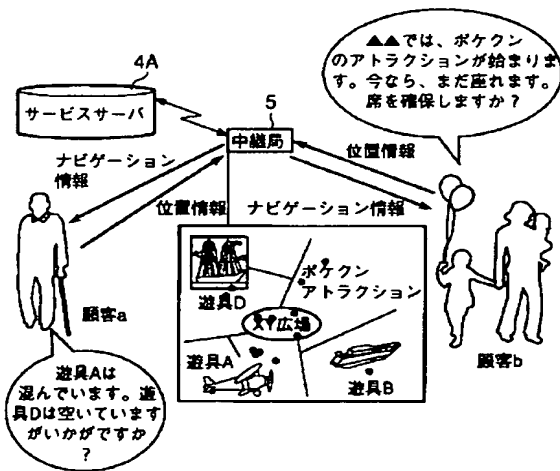 4A
サービスサーバ
5
中継局
▲▲では、ポケクン
のアトラクションが始まりま
す。今なら、まだ座れます。
席を確保しますか？
ナビゲーション
情報
位置情報
位置情報
ナビゲーション情報
顧客a
遊具D
ポケクン
アトラクション
XY広場
遊具A
遊具B
顧客b
遊具Aは
混んでいます。遊
具Dは空いています
がいかがですか
？